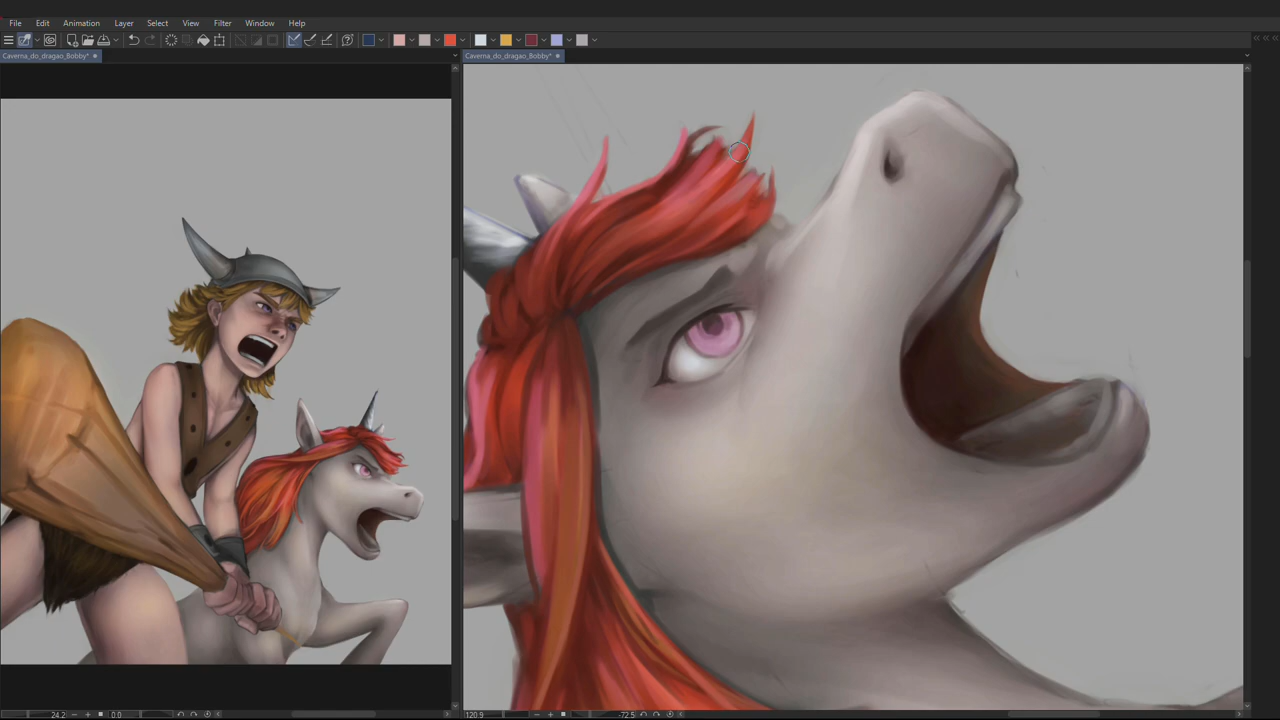 File Edit Animation Layer Select View Filter Window Help
Caverna_do_dragao_Bobby* Caverna_do_dragao_Bobby*
24.2 0.0 120.9 -72.5